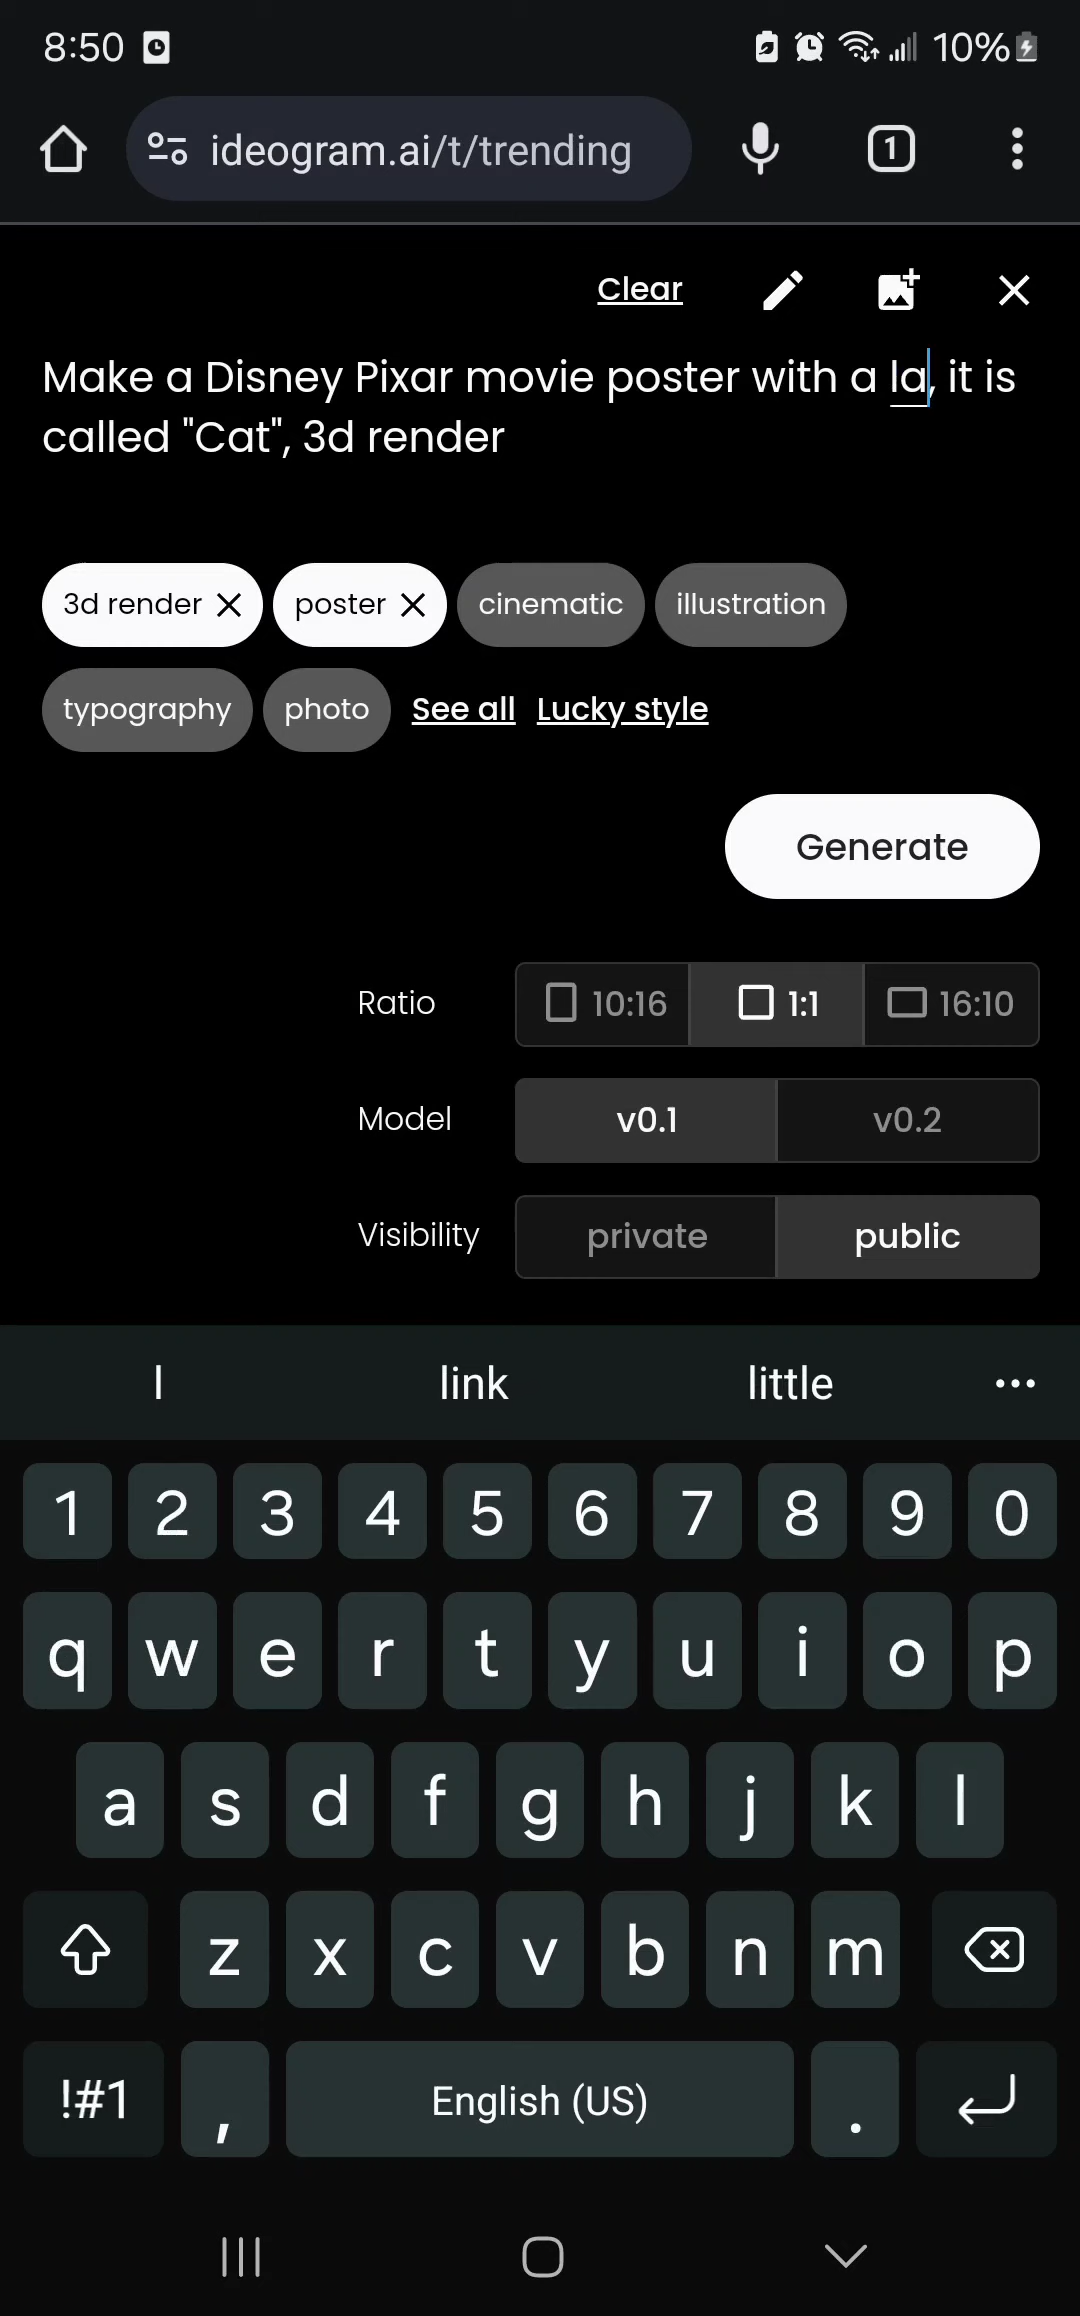 8:50 10%
ideogram.ai/t/trending 1
Clear
Make a Disney Pixar movie poster with a la, it is
called "Cat", 3d render
3d render poster cinematic illustration
typography photo See all Lucky style
Generate
Ratio 10:16 1:1 16:10
Model v0.1 v0.2
Visibility private public
l link little ...
1 2 3 4 5 6 7 8 9 0
q w e r t y u i o p
a s d f g h j k l
z x c v b n m
!#1 , English (US) .